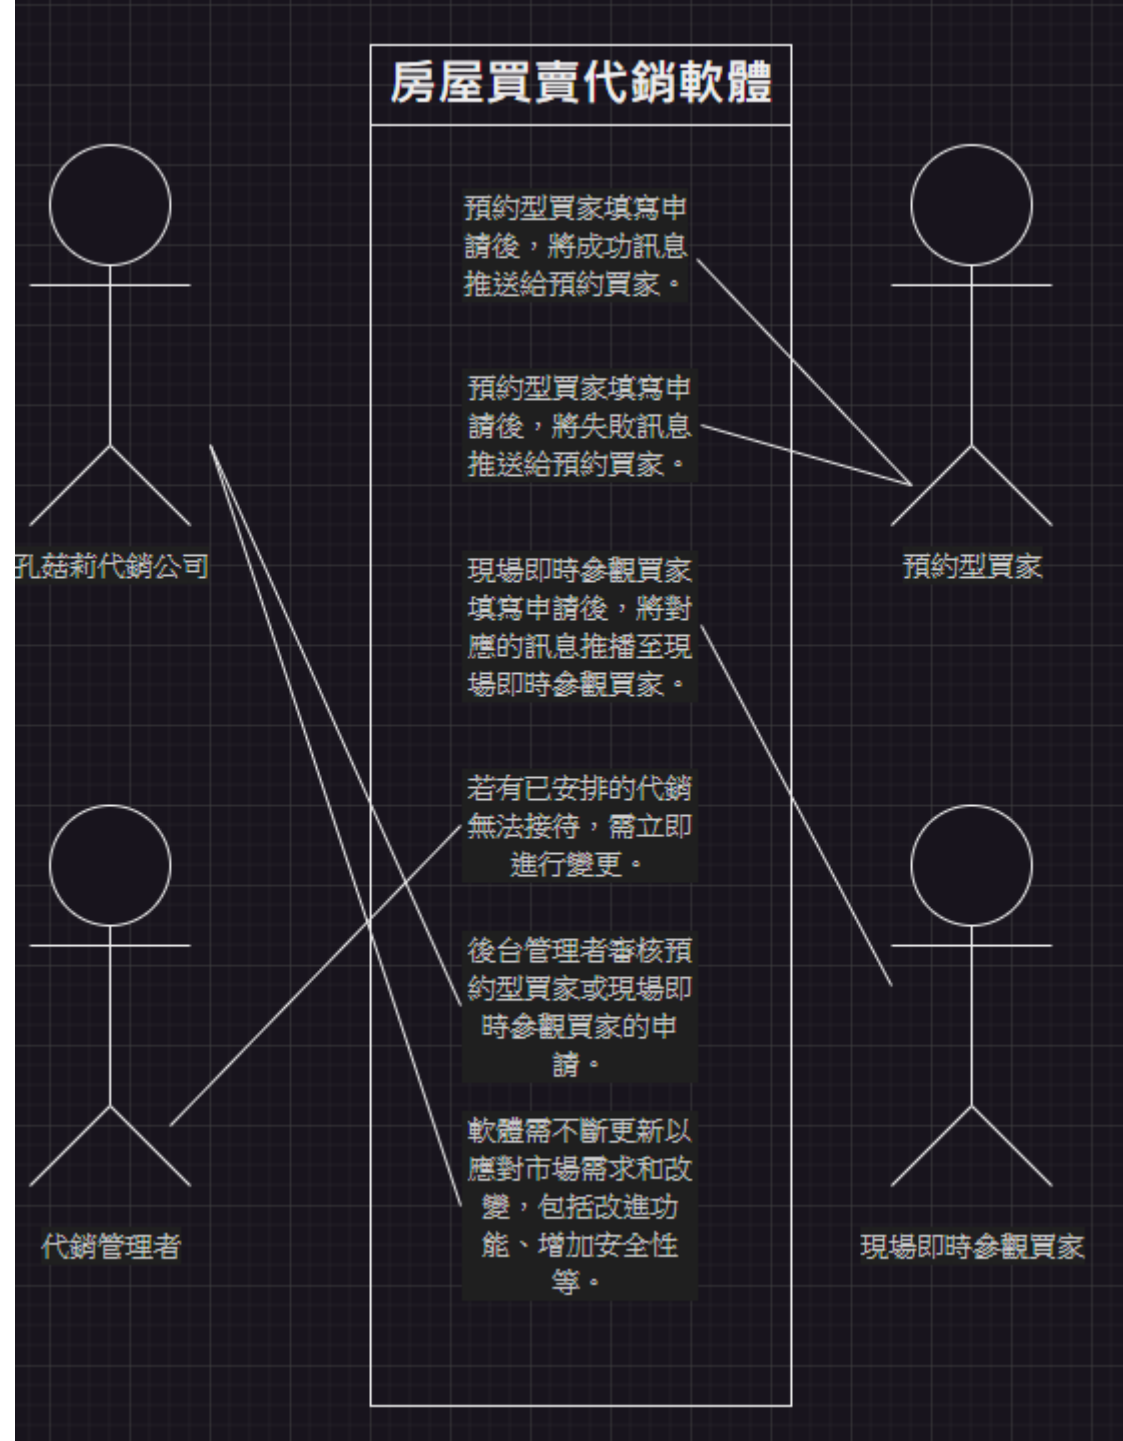 房屋買賣代銷軟體
預約型買家填寫申
請後，將成功訊息
推送給預約買家。
預約型買家填寫申
請後，將失敗訊息
推送給預約買家。
孔菇莉代銷公司
預約型買家
現場即時參觀買家
填寫申請後，將對
應的訊息推播至現
場即時參觀買家。
若有已安排的代銷
無法接待，需立即
進行變更。
後台管理者審核預
約型買家或現場即
時參觀買家的申
請。
軟體需不斷更新以
應對市場需求和改
變，包括改進功
能、增加安全性
等。
代銷管理者
現場即時參觀買家